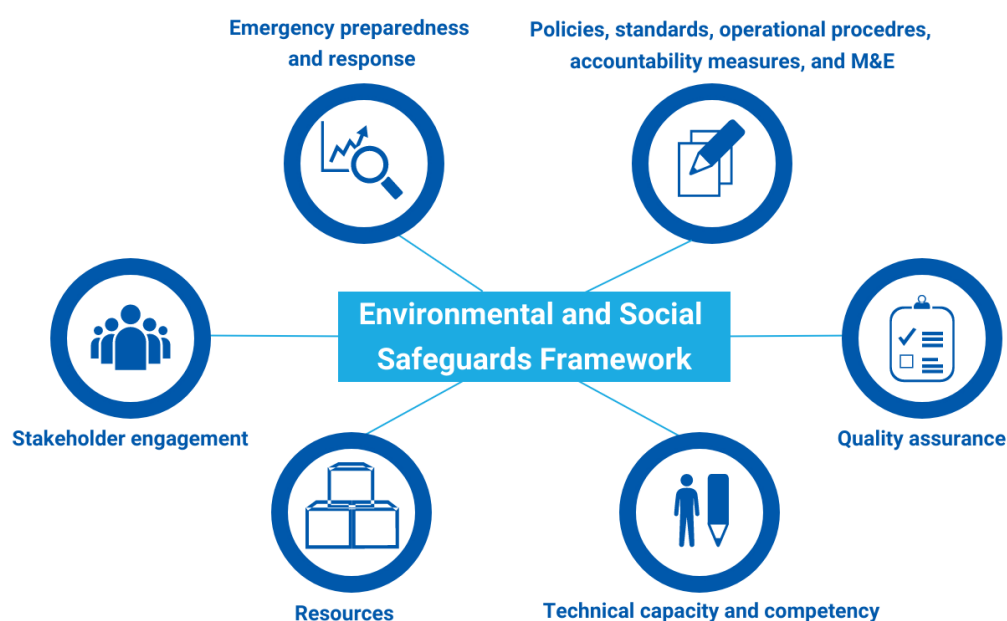 Emergency preparedness
and response
Policies, standards, operational procedres,
accountability measures, and M&E
Environmental and Social
Safeguards Framework
Stakeholder engagement
Quality assurance
Resources
Technical capacity and competency